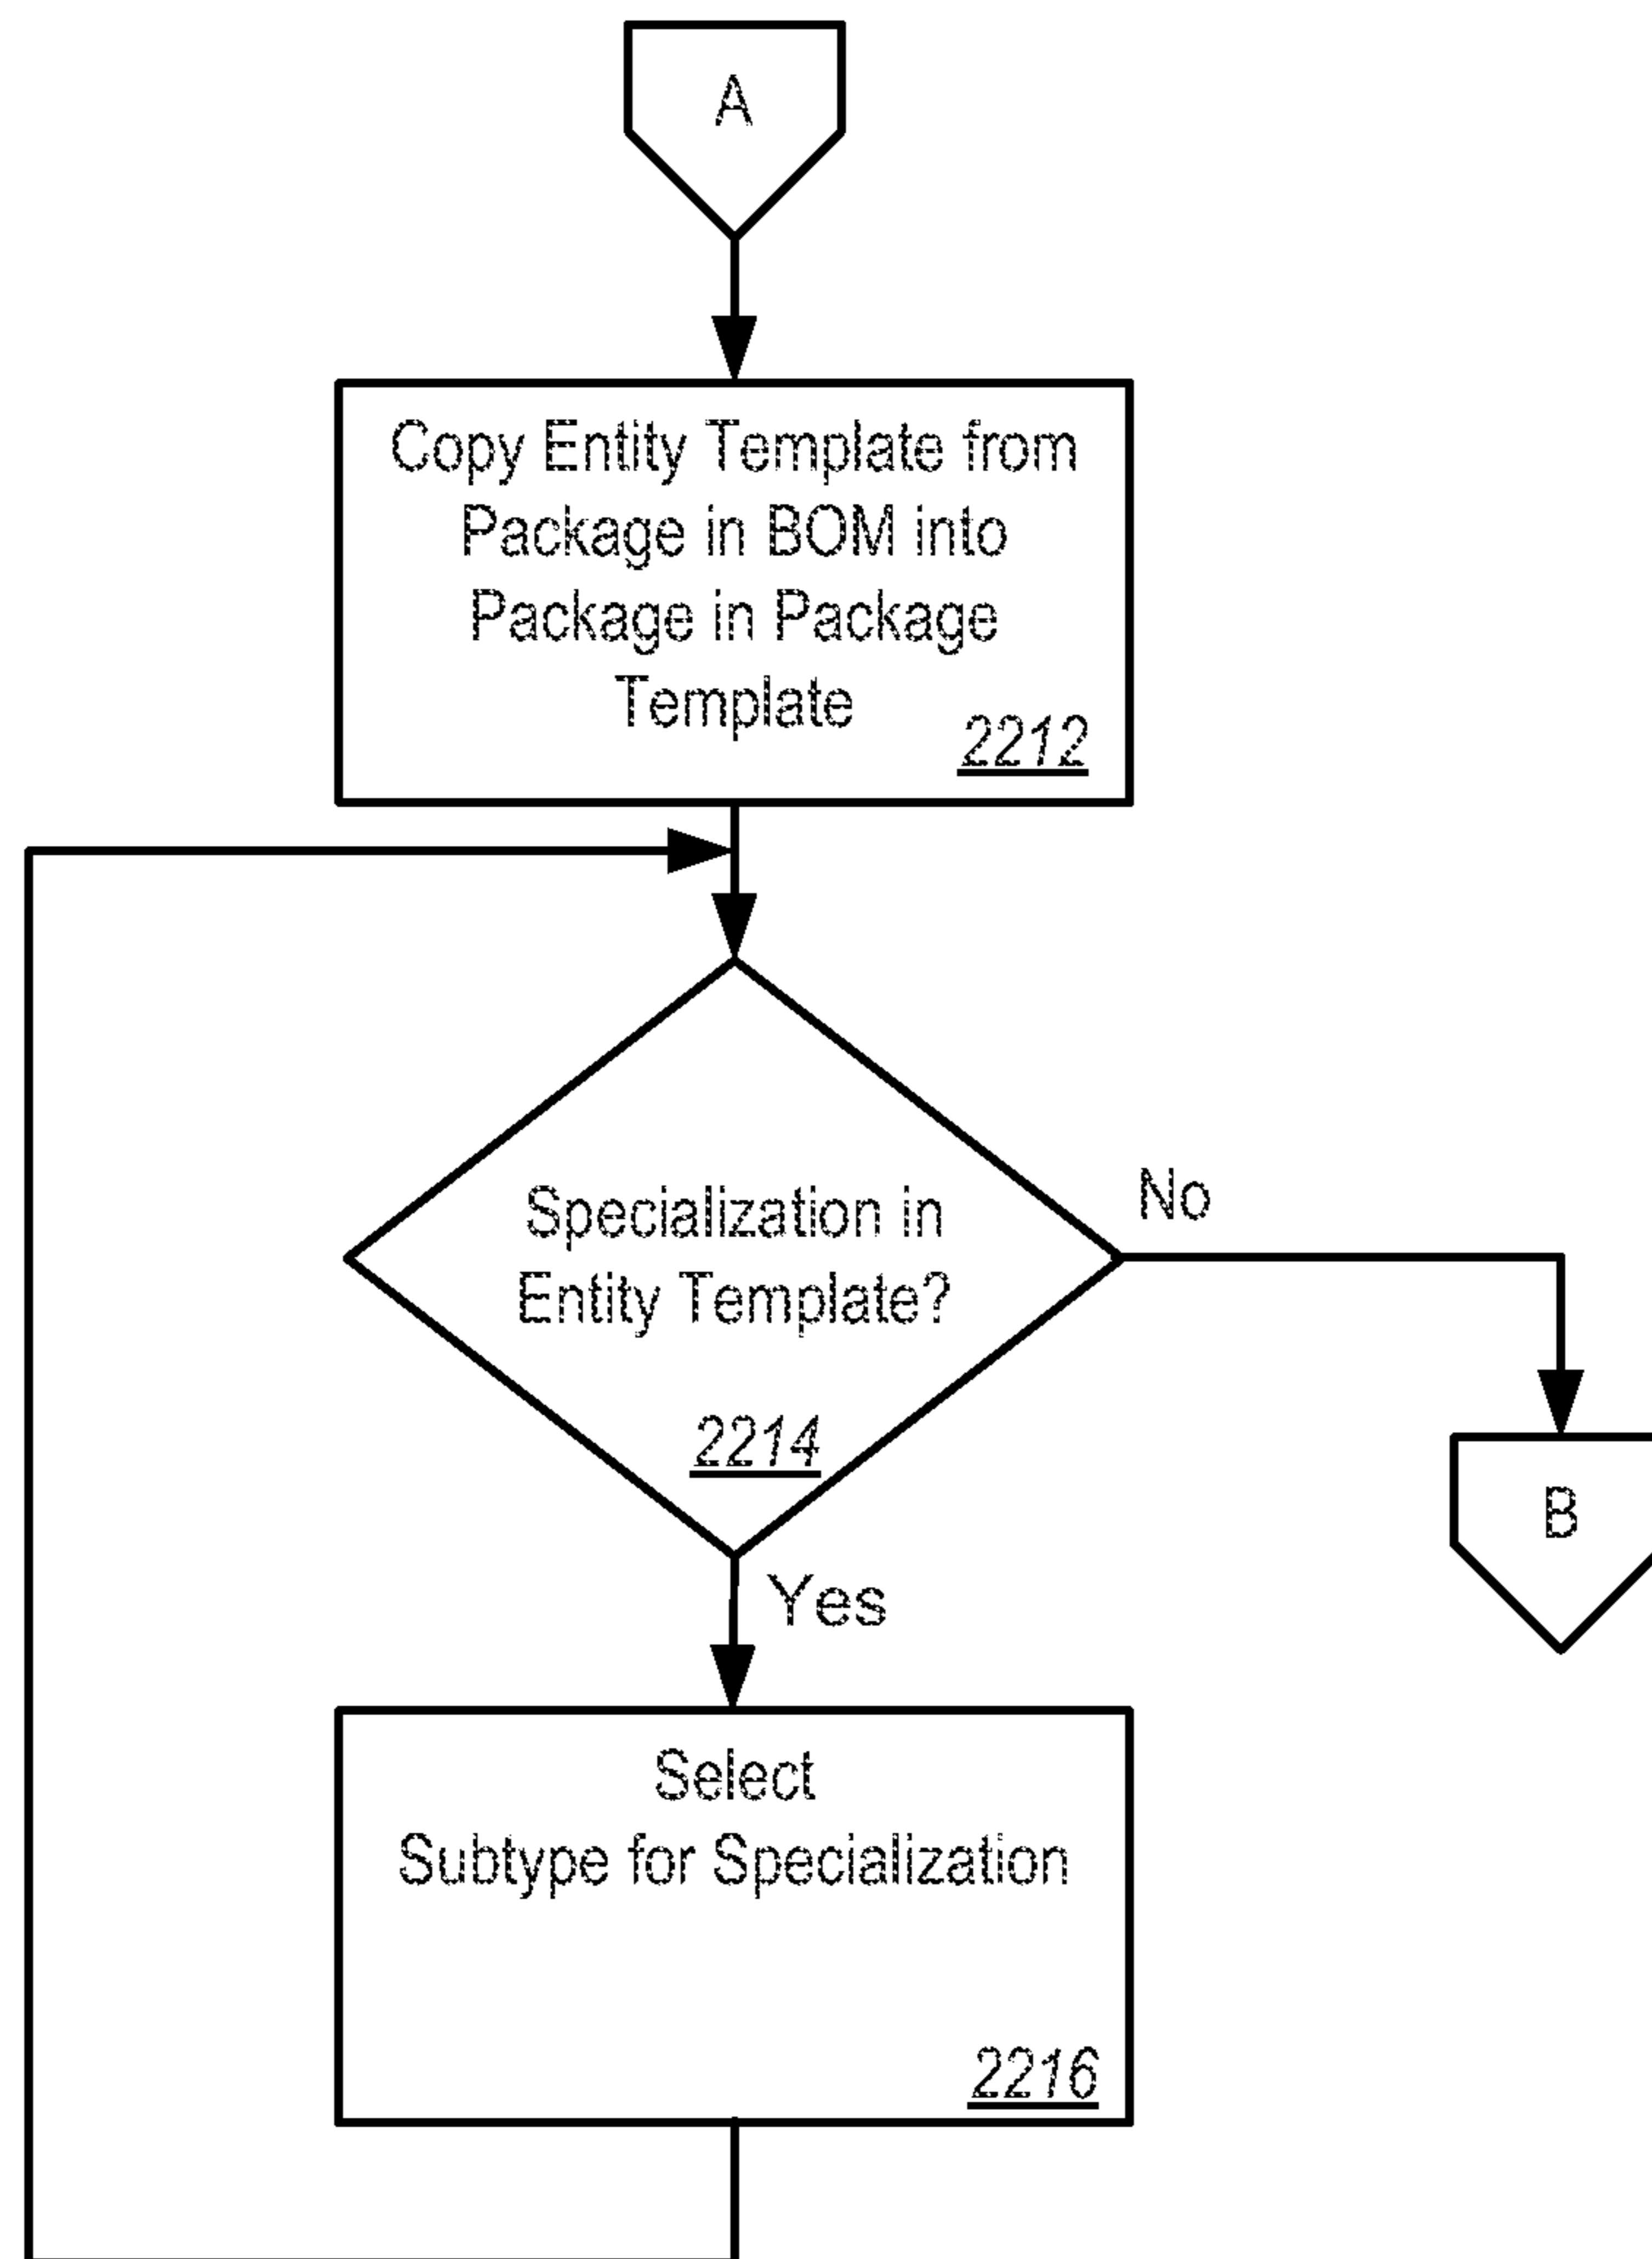 A
Copy Entity Template from
Package in BOM into
Package in Package
Template
2212
Specialization in
Entity Template?
2214
No
B
Yes
Select
Subtype for Specialization
2216